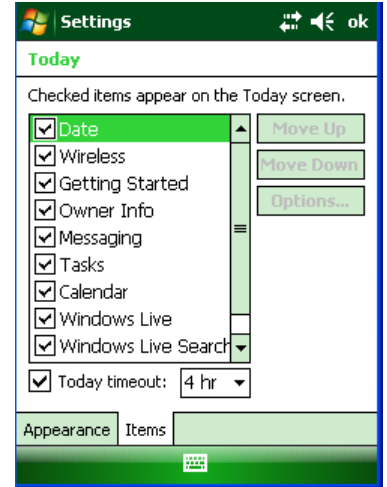 Settings ok
Today
Checked items appear on the Today screen.
Date
Move Up
Wireless
Move Down
Getting Started
Options...
Owner Info
Messaging
Tasks
Calendar
Windows Live
Windows Live Search
Today timeout: 4 hr
Appearance Items